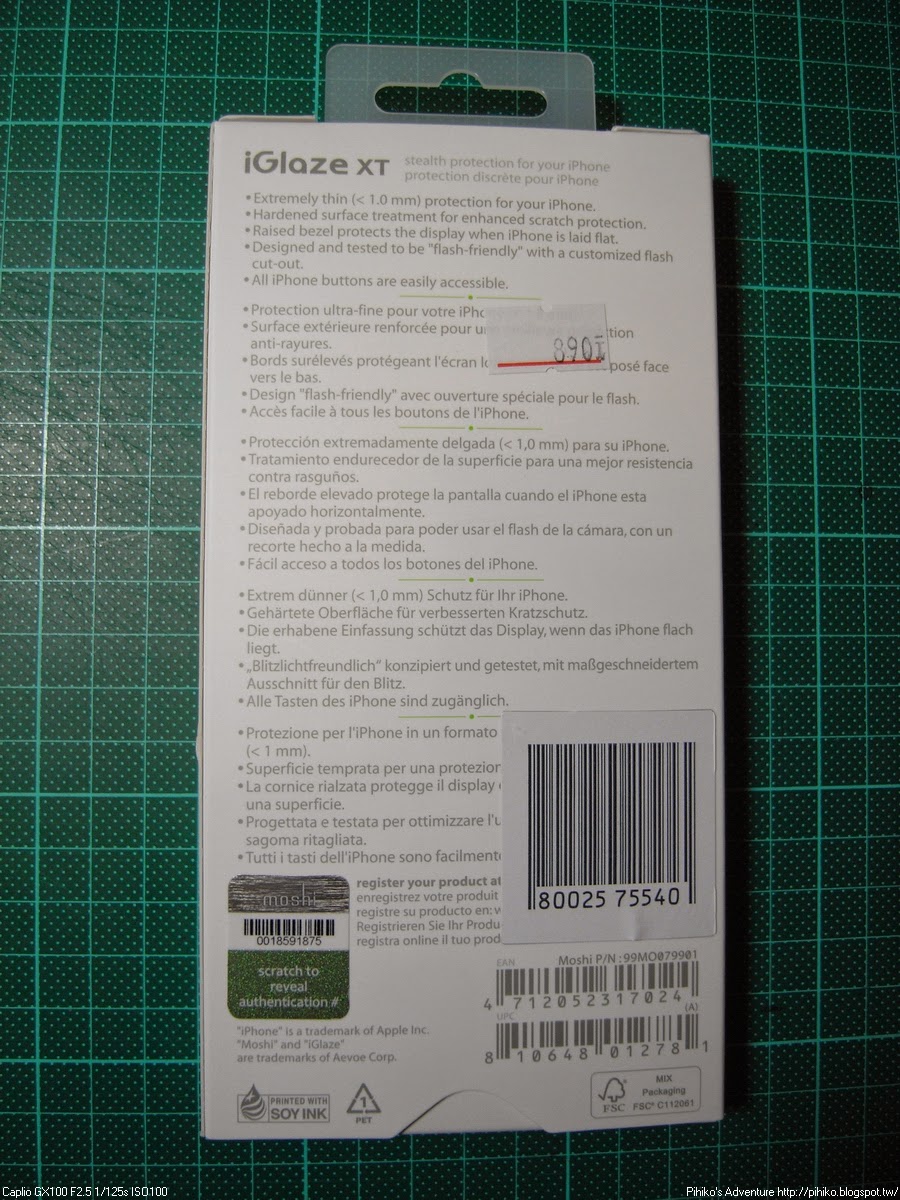 iGlaze XT
stealth protection for your iPhone
protection discrète pour iPhone
•Extremely thin (< 1.0 mm) protection for your iPhone.
•Hardened surface treatment for enhanced scratch protection.
•Raised bezel protects the display when iPhone is laid flat.
•Designed and tested to be "flash-friendly" with a customized flash
cut-out.
•All iPhone buttons are easily accessible.
•Protection ultra-fine pour votre
•Surface extérieure renforcée pour
anti-rayures.
•Bords surélevés protégeant l'écran posé face
vers le bas.
890
•Design "flash-friendly" avec ouverture spéciale pour le flash.
•Accès facile à tous les boutons de l'iPhone.
•Protección extremadamente delgada (< 1,0 mm) para su iPhone.
•Tratamiento endurecedor de la superficie para una mejor resistencia
contra rasguños.
•El reborde elevado protege la pantalla cuando el iPhone esta
apoyado horizontalmente.
•Diseñada y probada para poder usar el flash de la cámara, con un
recorte hecho a la medida.
•Fácil acceso a todos los botones del iPhone.
•Extrem dünner (< 1,0 mm) Schutz für Ihr iPhone.
•Gehärtete Oberfläche für verbesserten Kratzschutz.
•Die erhabene Einfassung schützt das Display, wenn das iPhone flach
liegt.
•„Blitzlichtfreundlich“ konzipiert und getestet, mit maßgeschneidertem
Ausschnitt für den Blitz.
•Alle Tasten des iPhone sind zugänglich.
•Protezione per l'iPhone in un formato
(< 1 mm).
•Superficie temprata per una
•La cornice rialzata protegge il display
una superficie.
•Progettata e testata per ottimizzare
sagoma ritagliata.
•Tutti i tasti dell'iPhone sono
80025 75540
moshi
0018591875
scratch to
reveal
authentication #
register your product at
enregistrez votre produit
registre su producto en:
Registrieren Sie Ihr
registra online il tuo
Moshi P/N : 99MO079901
EAN
4 712052317024
(A)
UPC
8 10648 01278 1
"iPhone" is a trademark of Apple Inc.
"Moshi" and "iGlaze"
are trademarks of Aevoe Corp.
PRINTED WITH
SOY INK
1
PET
FSC
MIX
Packaging
FSC® C112061
Caplio GX100 F2.5 1/125s ISO100
Pihiko's Adventure http://pihiko.blogspot.tw/